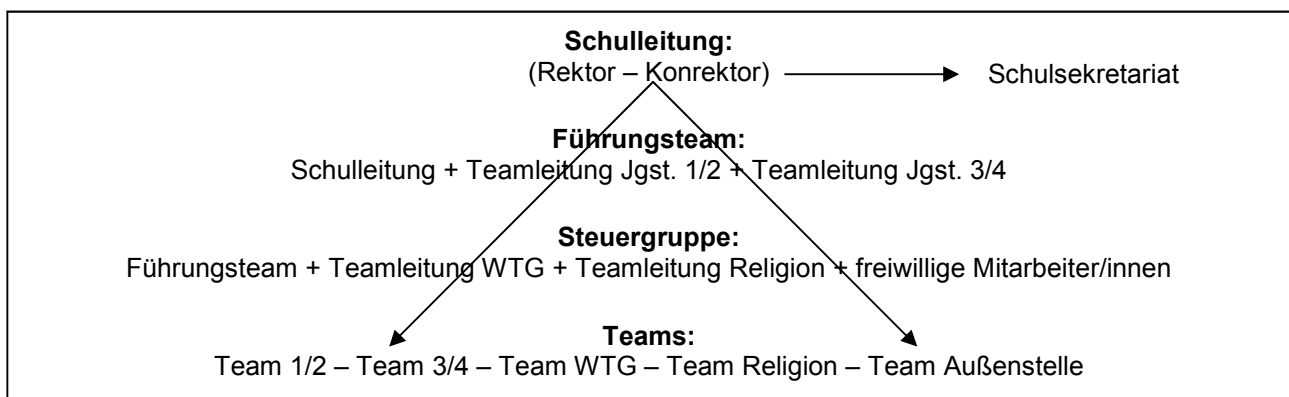 Schulleitung:
(Rektor – Konrektor) Schulsekretariat
Führungsteam:
Schulleitung + Teamleitung Jgst. 1/2 + Teamleitung Jgst. 3/4
Steuergruppe:
Führungsteam + Teamleitung WTG + Teamleitung Religion + freiwillige Mitarbeiter/innen
Teams:
Team 1/2 – Team 3/4 – Team WTG – Team Religion – Team Außenstelle